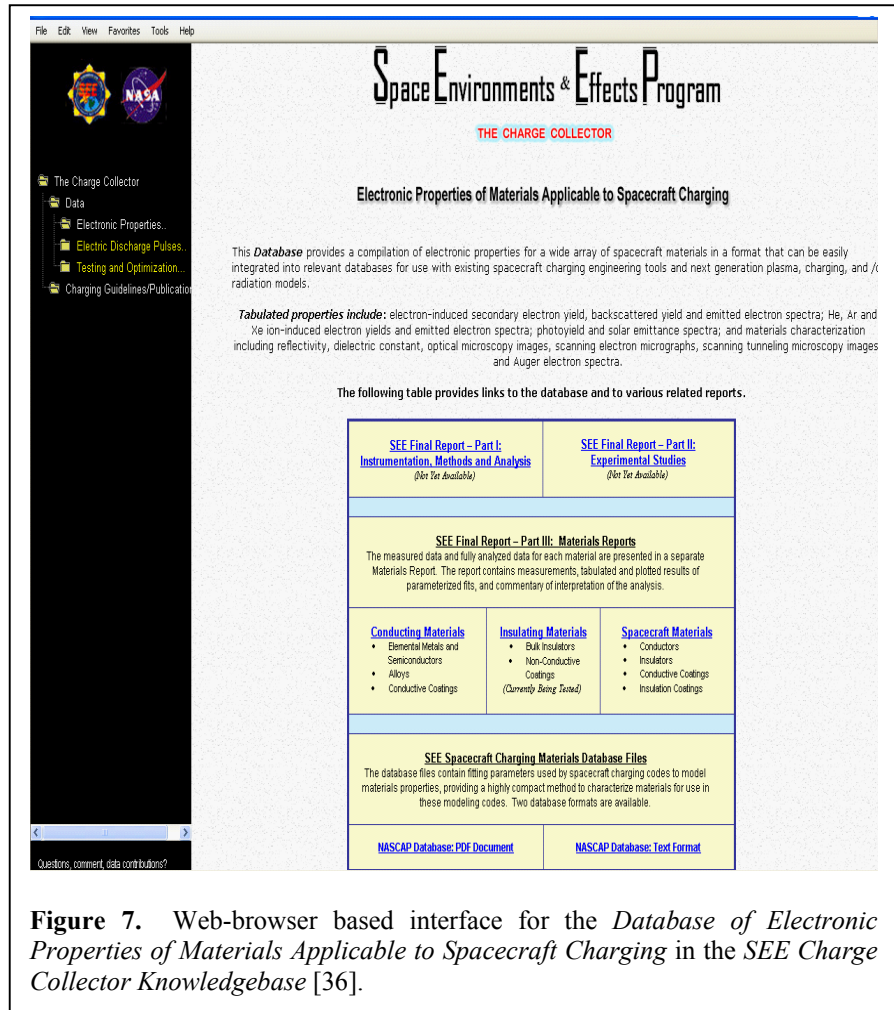 File Edit View Favorites Tools Help
NASA
Space Environments & Effects Program
THE CHARGE COLLECTOR
Electronic Properties of Materials Applicable to Spacecraft Charging
The Charge Collector
Data
Electronic Properties..
Electric Discharge Pulses..
Testing and Optimization...
Charging Guidelines/Publication
This Database provides a compilation of electronic properties for a wide array of spacecraft materials in a format that can be easily
integrated into relevant databases for use with existing spacecraft charging engineering tools and next generation plasma, charging, and /o
radiation models.
Tabulated properties include: electron-induced secondary electron yield, backscattered yield and emitted electron spectra; He, Ar and
Xe ion-induced electron yields and emitted electron spectra; photoyield and solar emittance spectra; and materials characterization
including reflectivity, dielectric constant, optical microscopy images, scanning electron micrographs, scanning tunneling microscopy images
and Auger electron spectra.
The following table provides links to the database and to various related reports.
SEE Final Report – Part I:
Instrumentation, Methods and Analysis
(Not Yet Available)
SEE Final Report – Part II:
Experimental Studies
(Not Yet Available)
SEE Final Report – Part III: Materials Reports
The measured data and fully analyzed data for each material are presented in a separate
Materials Report. The report contains measurements, tabulated and plotted results of
parameterized fits, and commentary of interpretation of the analysis.
Conducting Materials
• Elemental Metals and
Semiconductors
• Alloys
• Conductive Coatings
Insulating Materials
• Bulk Insulators
• Non-Conductive
Coatings
(Currently Being Tested)
Spacecraft Materials
• Conductors
• Insulators
• Conductive Coatings
• Insulation Coatings
SEE Spacecraft Charging Materials Database Files
The database files contain fitting parameters used by spacecraft charging codes to model
materials properties, providing a highly compact method to characterize materials for use in
these modeling codes. Two database formats are available.
NASCAP Database: PDF Document
NASCAP Database: Text Format
Questions, comment, data contributions?
Figure 7. Web-browser based interface for the Database of Electronic
Properties of Materials Applicable to Spacecraft Charging in the SEE Charge
Collector Knowledgebase [36].